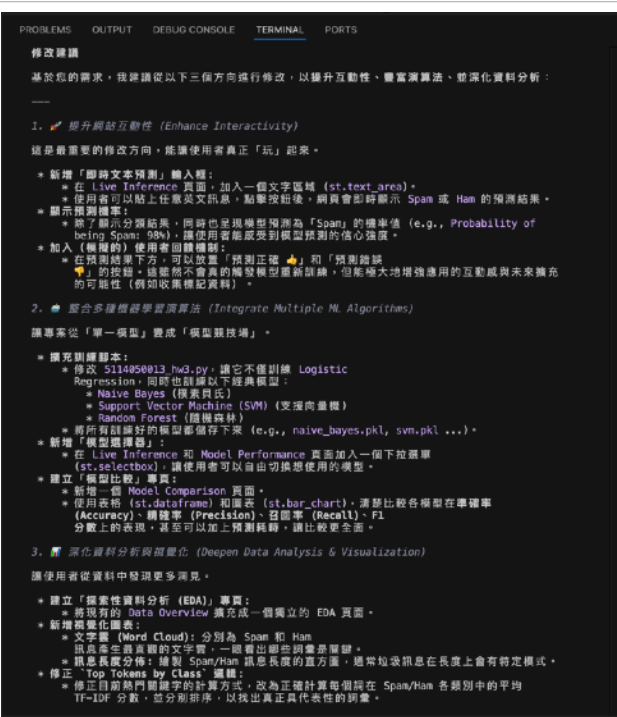 PROBLEMS OUTPUT DEBUG CONSOLE TERMINAL PORTS
修改建議
基於您的需求，我建議從以下三個方向進行修改，以提升互動性、豐富演算法、並深化資料分析：
———
1. 🚀 提升網站互動性 (Enhance Interactivity)
這是最重要的修改方向，能讓使用者真正「玩」起來。
* 新增「即時文本預測」輸入框：
* 在 Live Inference 頁面，加入一個文字區域 (st.text_area)。
* 使用者可以貼上任意英文訊息，點擊按鈕後，網頁會即時顯示 Spam 或 Ham 的預測結果。
* 顯示預測機率：
* 除了顯示分類結果，同時也呈現模型預測為「Spam」的機率值 (e.g., Probability of
being Spam: 98%)，讓使用者能感受到模型預測的信心強度。
* 加入 (模擬的) 使用者回饋機制：
* 在預測結果下方，可以放置「預測正確 👍」和「預測錯誤
👎」的按鈕。這雖然不會真的觸發模型重新訓練，但能極大地增強應用的互動感與未來擴充
的可能性 (例如收集標記資料) 。
2. 🤖 整合多種機器學習演算法 (Integrate Multiple ML Algorithms)
讓專案從「單一模型」變成「模型競技場」。
* 擴充訓練腳本：
* 修改 5114050013_hw3.py，讓它不僅訓練 Logistic
Regression，同時也訓練以下經典模型：
* Naive Bayes (樸素貝氏)
* Support Vector Machine (SVM) (支援向量機)
* Random Forest (隨機森林)
* 將所有訓練好的模型都儲存下來 (e.g., naive_bayes.pkl, svm.pkl ...)。
* 新增「模型選擇器」：
* 在 Live Inference 和 Model Performance 頁面加入一個下拉選單
(st.selectbox)，讓使用者可以自由切換想使用的模型。
* 建立「模型比較」專頁：
* 新增一個 Model Comparison 頁面。
* 使用表格 (st.dataframe) 和圖表 (st.bar_chart)，清楚比較各模型在準確率
(Accuracy)、精確率 (Precision)、召回率 (Recall)、F1
分數上的表現，甚至可以加上預測耗時，讓比較更全面。
3. 📊 深化資料分析與視覺化 (Deepen Data Analysis & Visualization)
讓使用者從資料中發現更多洞見。
* 建立「探索性資料分析 (EDA)」專頁：
* 將現有的 Data Overview 擴充成一個獨立的 EDA 頁面。
* 新增視覺化圖表：
* 文字雲 (Word Cloud): 分別為 Spam 和 Ham
訊息產生最直觀的文字雲，一眼看出哪些詞彙是關鍵。
* 訊息長度分佈: 繪製 Spam/Ham 訊息長度的直方圖，通常垃圾訊息在長度上會有特定模式。
* 修正 `Top Tokens by Class` 邏輯:
* 修正目前熱門關鍵字的計算方式，改為正確計算每個詞在 Spam/Ham 各類別中的平均
TF-IDF 分數，並分別排序，以找出真正具代表性的詞彙。